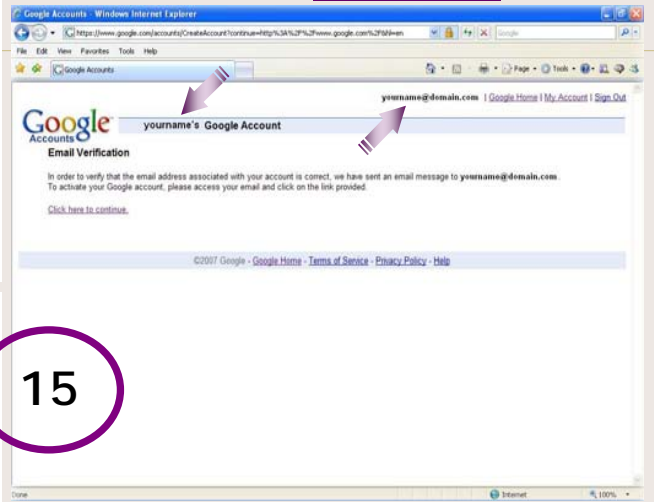 Google Accounts - Windows Internet Explorer
https://www.google.com/accounts/CreateAccount?continue=http%3A%2F%2Fwww.google.com%2F&hl=en
Google
File Edit View Favorites Tools Help
Google Accounts
Page Tools
yourname@domain.com | Google Home | My Account | Sign Out
Google
Accounts
yourname's Google Account
Email Verification
In order to verify that the email address associated with your account is correct, we have sent an email message to yourname@domain.com.
To activate your Google account, please access your email and click on the link provided.
Click here to continue.
©2007 Google - Google Home - Terms of Service - Privacy Policy - Help
15
Done
Internet
100%